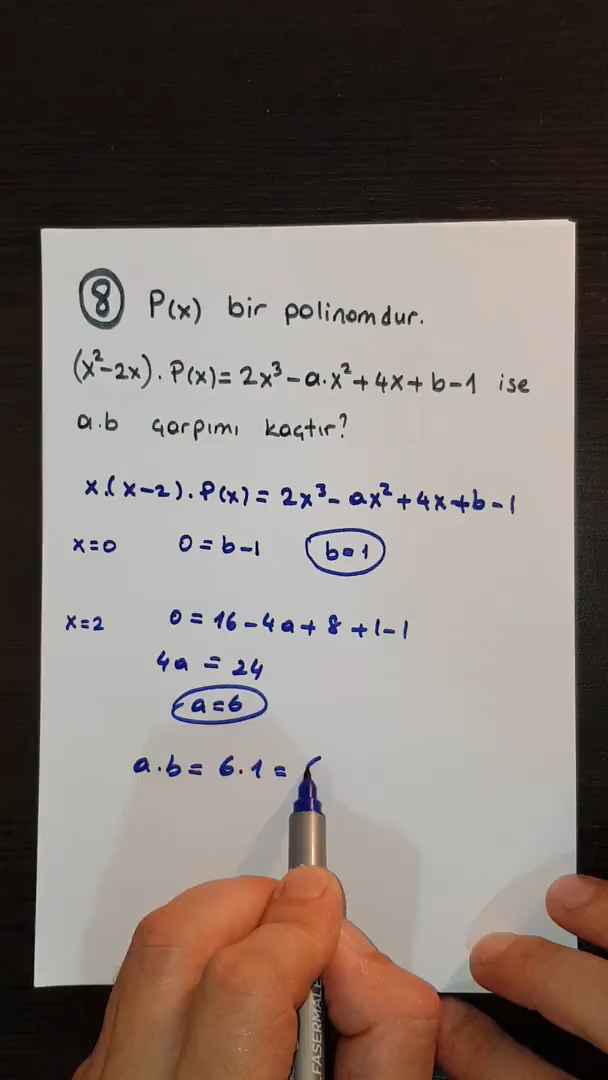 8 P(x) bir polinomdur.
(x²-2x). P(x)= 2x³-a.x²+4x+b-1 ise
a.b çarpımı kaçtır?
x.(x-2).P(x)= 2x³-ax²+4x+b-1
x=0 0=b-1 b=1
x=2 0=16-4a+8+1-1
4a = 24
a=6
a.b= 6.1 =
FASERMAL